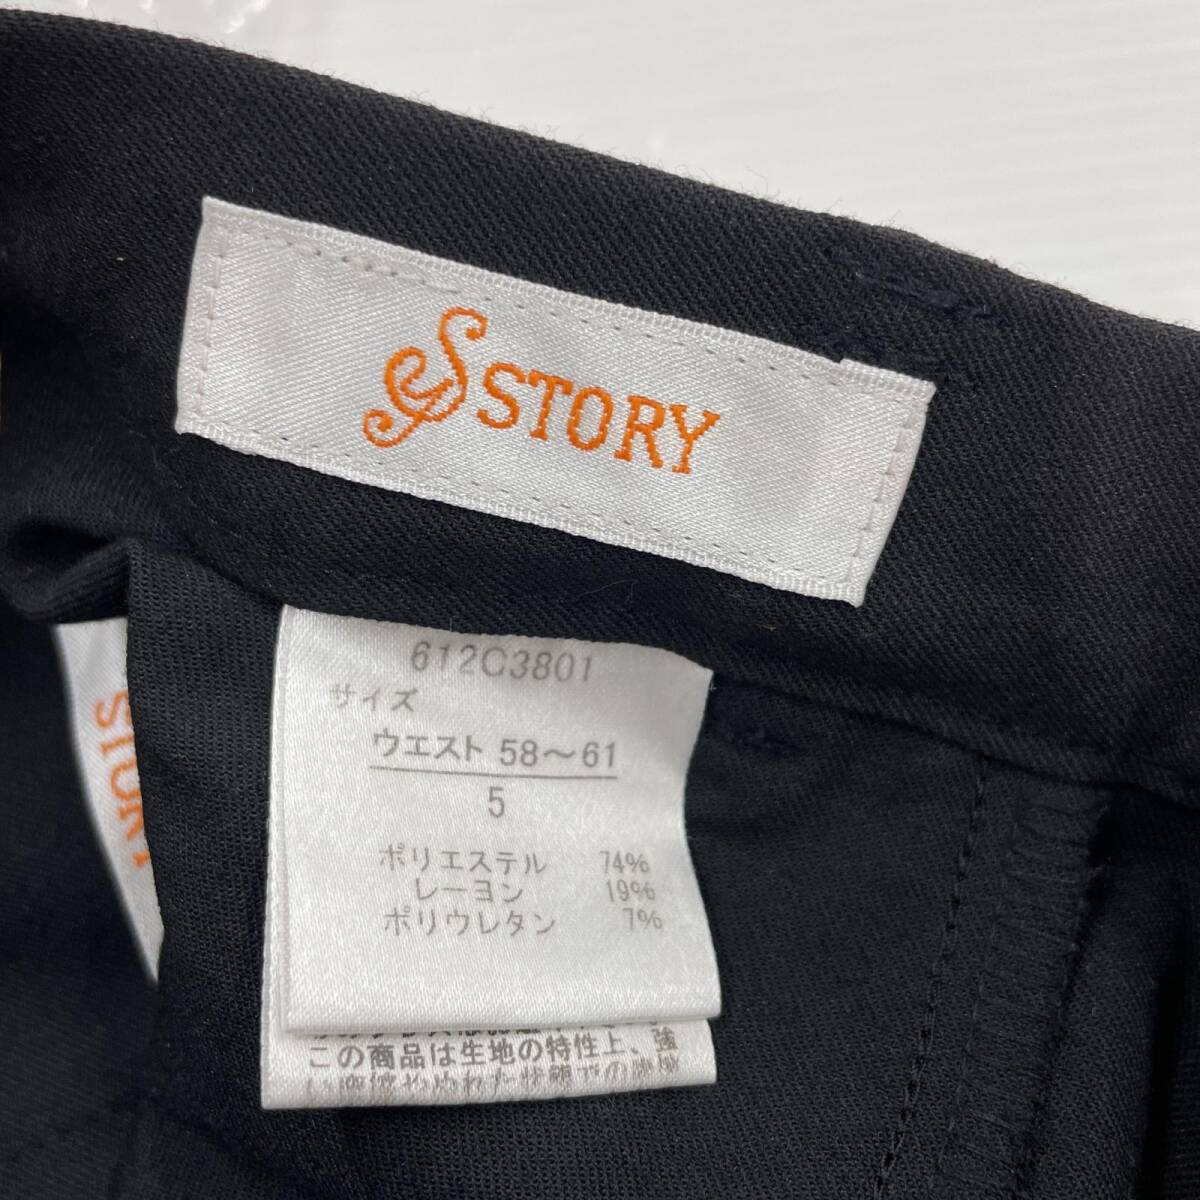 S STORY
612C3801
サイズ
ウエスト 58～61
5
ポリエステル 74%
レーヨン 19%
ポリウレタン 7%
この商品は生地の特性上、強
STORY